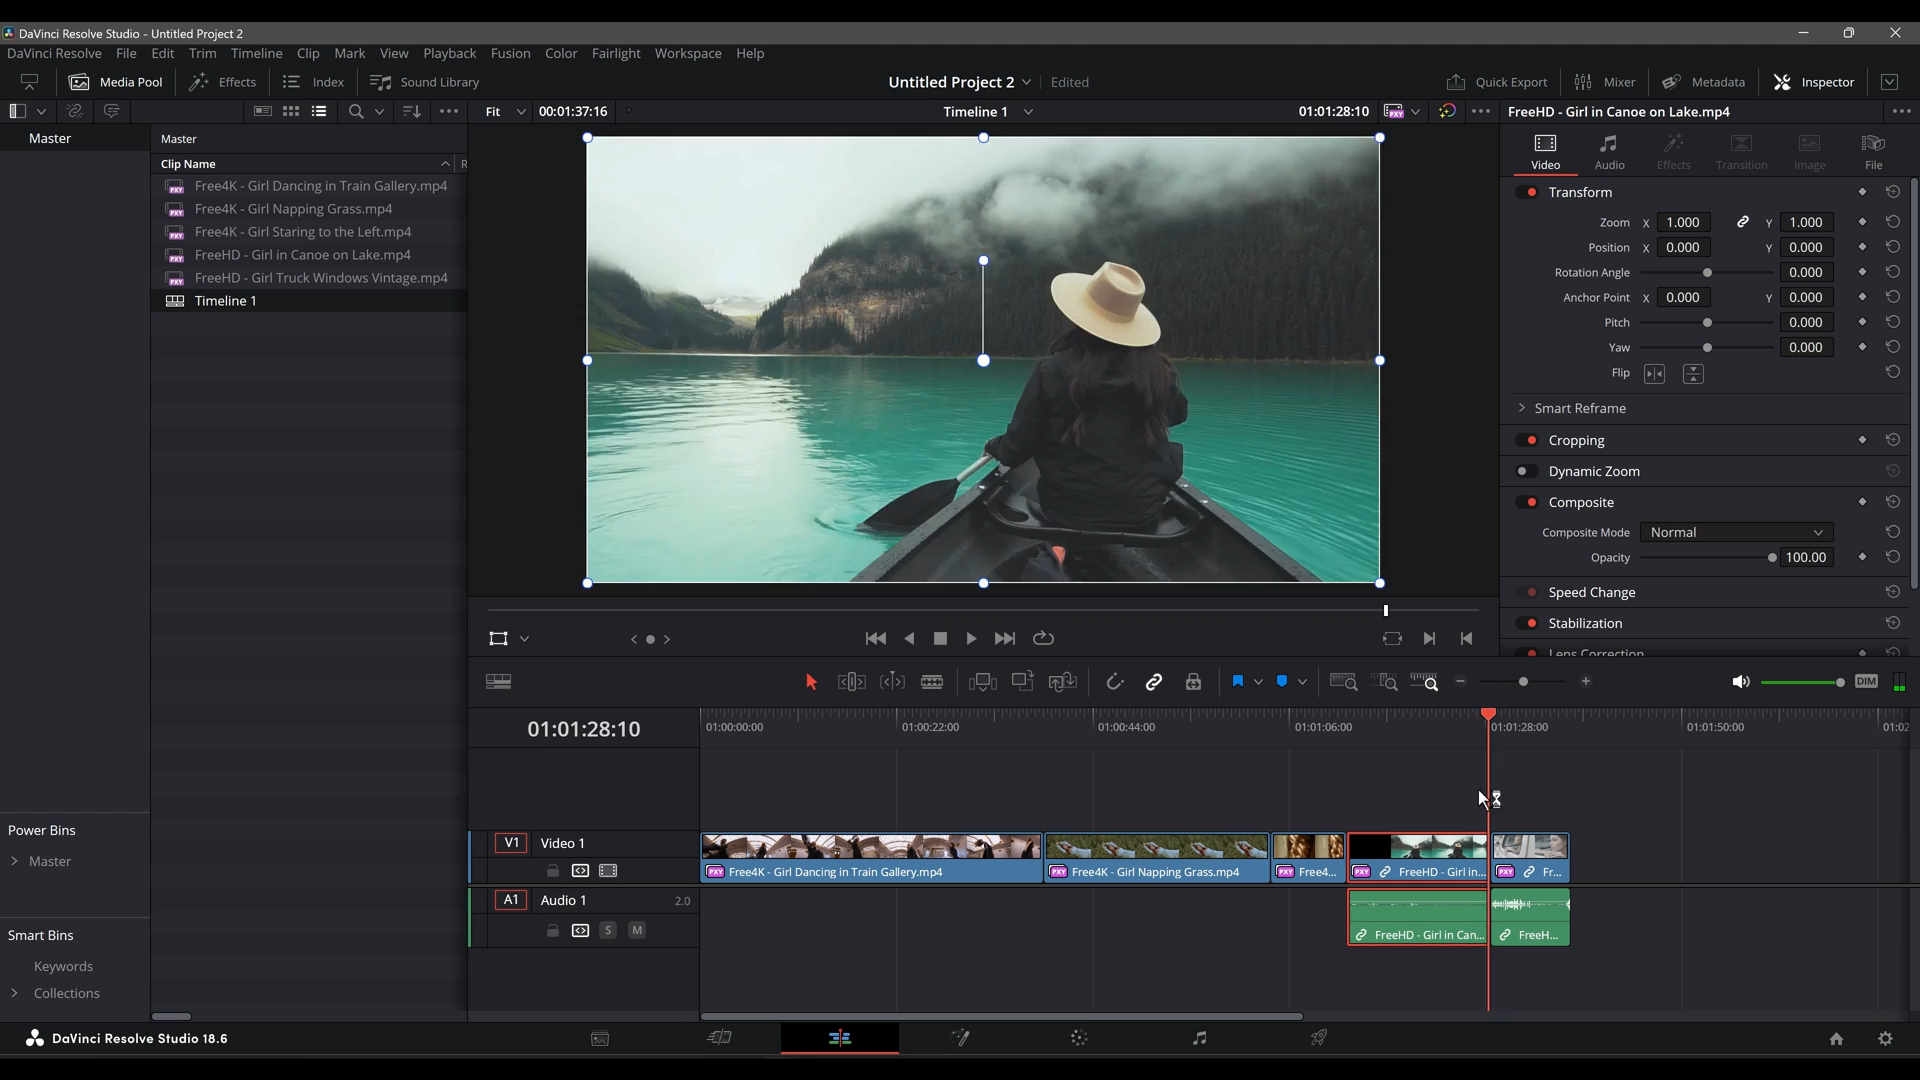 DaVinci Resolve Studio - Untitled Project 2
DaVinci Resolve File Edit Trim Timeline Clip Mark View Playback Fusion Color Fairlight Workspace Help
Media Pool Effects Index Sound Library Untitled Project 2 Edited Quick Export Mixer Metadata Inspector
Fit 00:01:37:16 Timeline 1 01:01:28:10 PXY FreeHD - Girl in Canoe on Lake.mp4
Master Master
Clip Name R
PXY Free4K - Girl Dancing in Train Gallery.mp4
PXY Free4K - Girl Napping Grass.mp4
PXY Free4K - Girl Staring to the Left.mp4
PXY FreeHD - Girl in Canoe on Lake.mp4
PXY FreeHD - Girl Truck Windows Vintage.mp4
Timeline 1
Video Audio Effects Transition Image File
Transform
Zoom X 1.000 Y 1.000
Position X 0.000 Y 0.000
Rotation Angle 0.000
Anchor Point X 0.000 Y 0.000
Pitch 0.000
Yaw 0.000
Flip
Smart Reframe
Cropping
Dynamic Zoom
Composite
Composite Mode Normal
Opacity 100.00
Speed Change
Stabilization
Lens Correction
DIM
01:01:28:10 01:00:00:00 01:00:22:00 01:00:44:00 01:01:06:00 01:01:28:00 01:01:50:00 01:02
Power Bins
Master
V1 Video 1
PXY Free4K - Girl Dancing in Train Gallery.mp4 PXY Free4K - Girl Napping Grass.mp4 PXY Free4... PXY FreeHD - Girl in... PXY Fr...
A1 Audio 1 2.0
S M
FreeHD - Girl in Can... FreeH...
Smart Bins
Keywords
Collections
DaVinci Resolve Studio 18.6